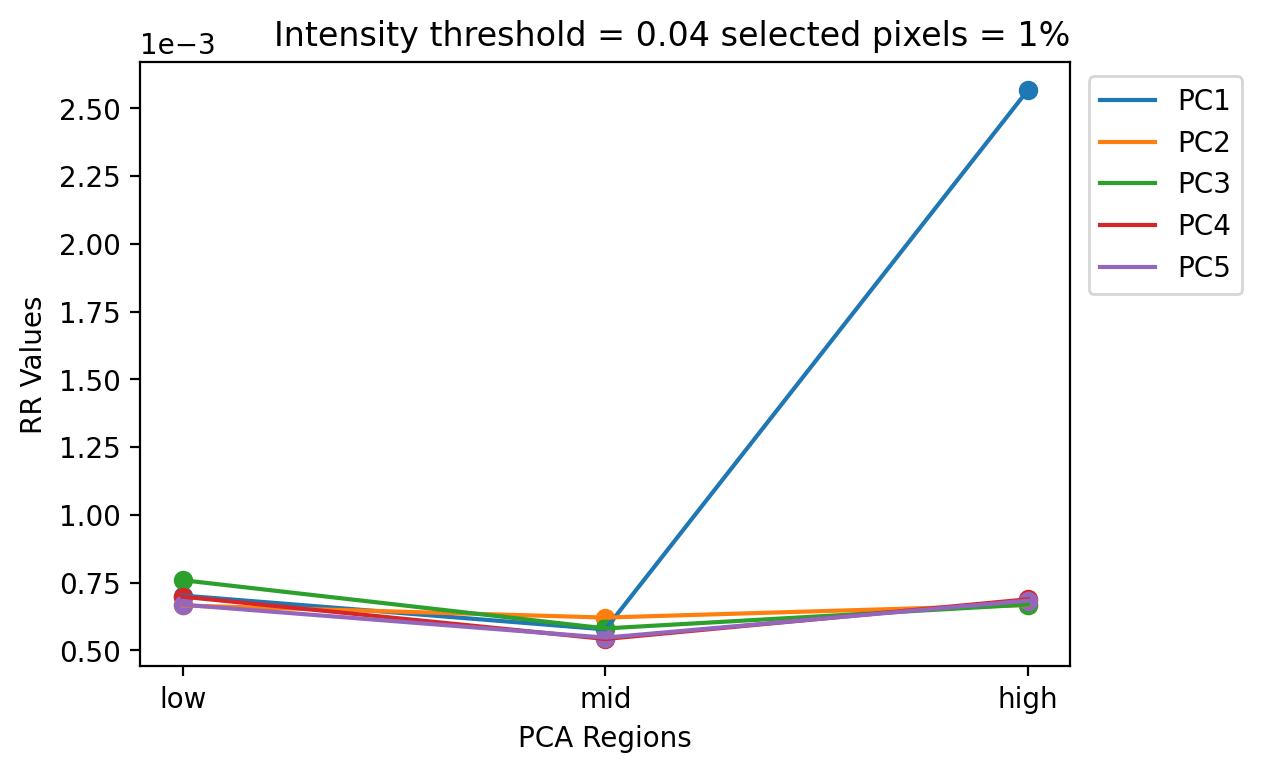 Intensity threshold = 0.04 selected pixels = 1%
1e−3
2.50
2.25
2.00
1.75
1.50
1.25
1.00
0.75
0.50
RR Values
low
mid
high
PCA Regions
PC1
PC2
PC3
PC4
PC5